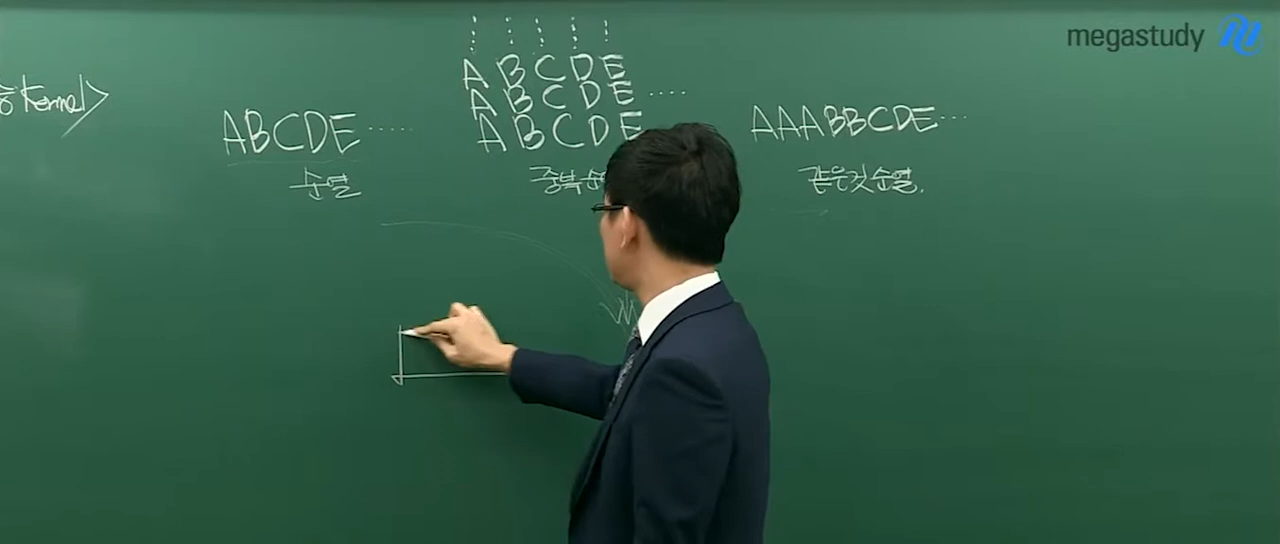 megastudy
Kernel>
A B C D E
A B C D E ....
A B C D E
ABCDE .....
AAABBCDE ...
순열
중복순
같은것순열.